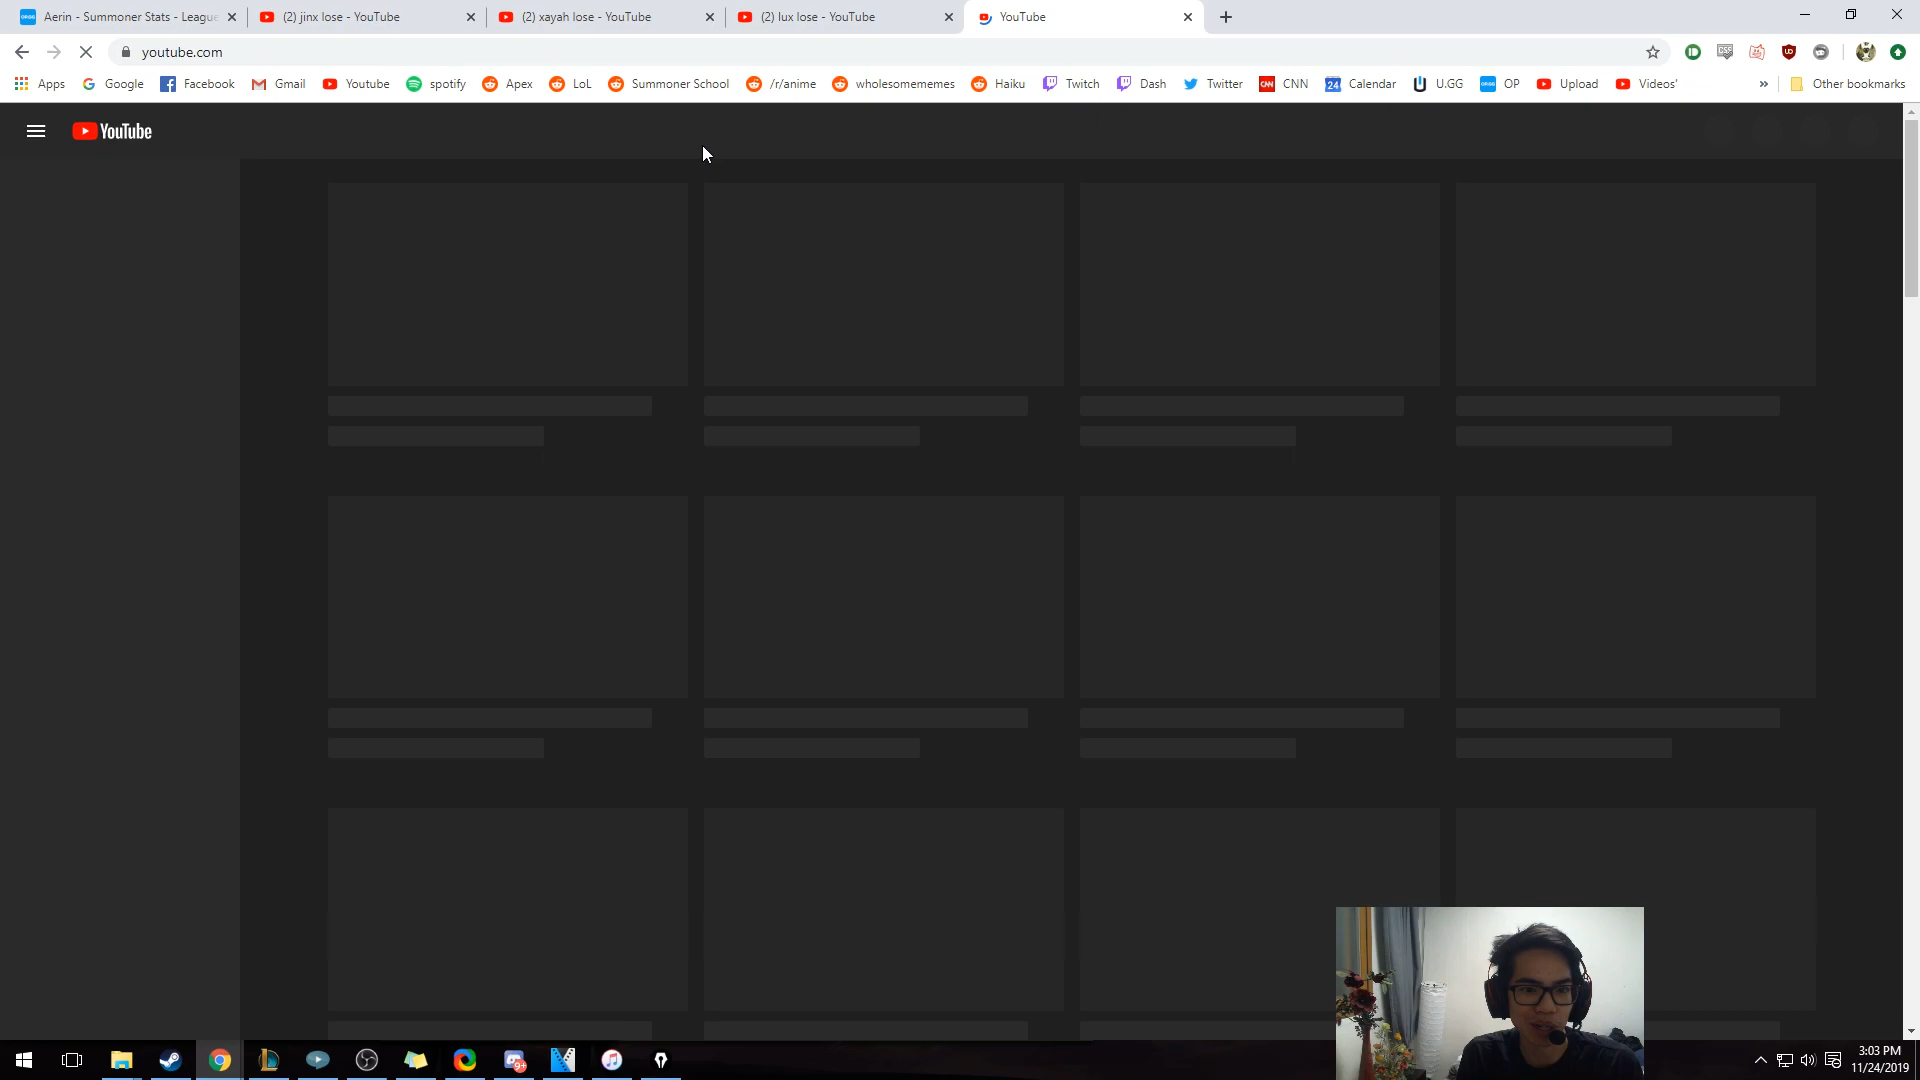 Aerin - Summoner Stats - Leagu
(2) jinx lose - YouTube
(2) xayah lose - YouTube
(2) lux lose - YouTube
YouTube
youtube.com
Apps
Google
Facebook
Gmail
Youtube
spotify
Apex
LoL
Summoner School
/r/anime
wholesomememes
Haiku
Twitch
Dash
Twitter
CNN
Calendar
U.GG
OP
Upload
Videos'
Other bookmarks
YouTube
3:03 PM
11/24/2019